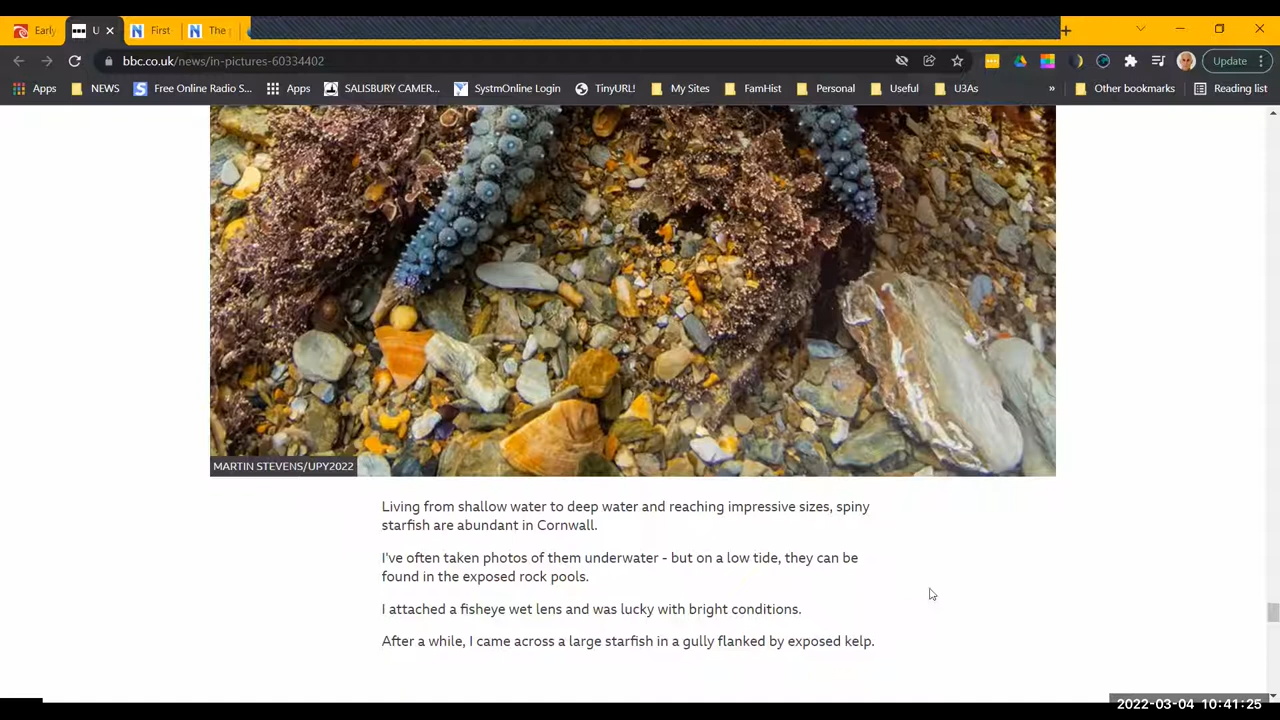 Early
U
First
The
bbc.co.uk/news/in-pictures-60334402
Update
Apps
NEWS
Free Online Radio S...
Apps
SALISBURY CAMER...
SystmOnline Login
TinyURL!
My Sites
FamHist
Personal
Useful
U3As
»
Other bookmarks
Reading list
MARTIN STEVENS/UPY2022
Living from shallow water to deep water and reaching impressive sizes, spiny
starfish are abundant in Cornwall.
I've often taken photos of them underwater - but on a low tide, they can be
found in the exposed rock pools.
I attached a fisheye wet lens and was lucky with bright conditions.
After a while, I came across a large starfish in a gully flanked by exposed kelp.
2022-03-04 10:41:25